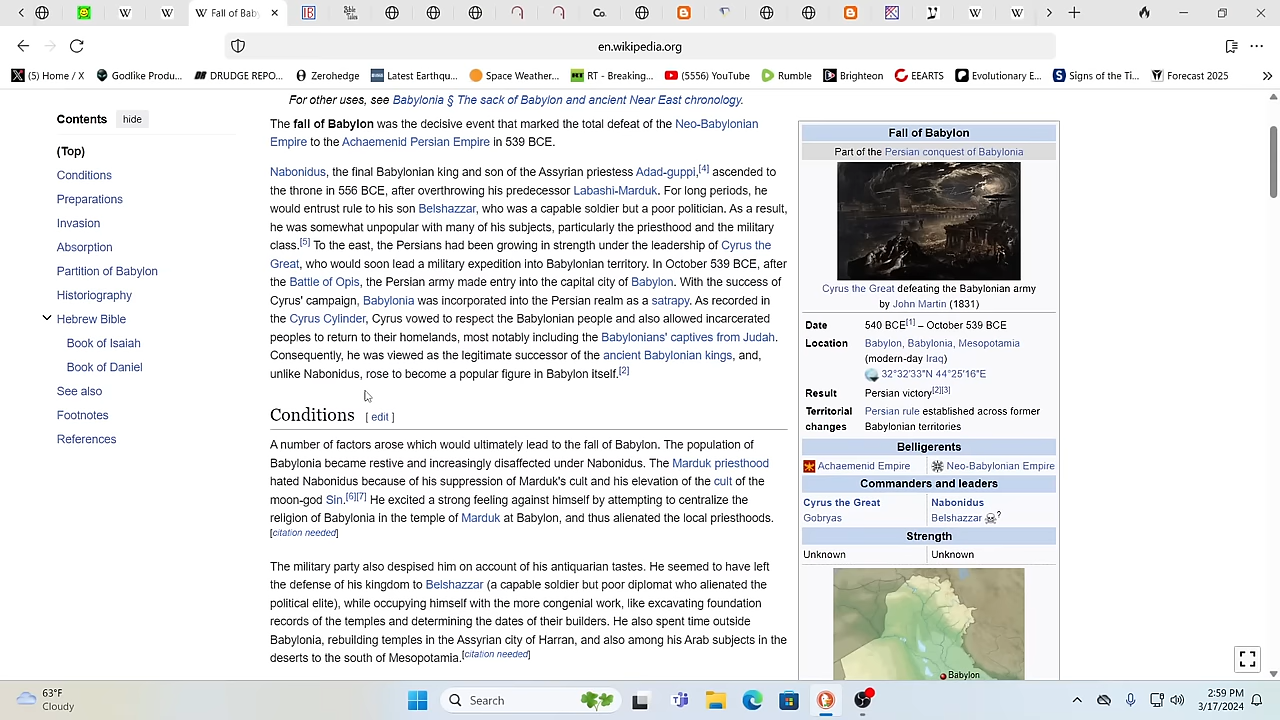 W Fall of Bab
Co.
en.wikipedia.org
(5) Home / X
Godlike Produ...
DRUDGE REPO...
Zerohedge
Latest Earthqu...
Space Weather...
RT - Breaking...
(5556) YouTube
Rumble
Brighteon
EEARTS
Evolutionary E...
Signs of the Ti...
Forecast 2025
Contents hide
(Top)
Conditions
Preparations
Invasion
Absorption
Partition of Babylon
Historiography
Hebrew Bible
Book of Isaiah
Book of Daniel
See also
Footnotes
References
For other uses, see Babylonia § The sack of Babylon and ancient Near East chronology.
The fall of Babylon was the decisive event that marked the total defeat of the Neo-Babylonian
Empire to the Achaemenid Persian Empire in 539 BCE.
Nabonidus, the final Babylonian king and son of the Assyrian priestess Adad-guppi,[4] ascended to
the throne in 556 BCE, after overthrowing his predecessor Labashi-Marduk. For long periods, he
would entrust rule to his son Belshazzar, who was a capable soldier but a poor politician. As a result,
he was somewhat unpopular with many of his subjects, particularly the priesthood and the military
class.[5] To the east, the Persians had been growing in strength under the leadership of Cyrus the
Great, who would soon lead a military expedition into Babylonian territory. In October 539 BCE, after
the Battle of Opis, the Persian army made entry into the capital city of Babylon. With the success of
Cyrus' campaign, Babylonia was incorporated into the Persian realm as a satrapy. As recorded in
the Cyrus Cylinder, Cyrus vowed to respect the Babylonian people and also allowed incarcerated
peoples to return to their homelands, most notably including the Babylonians' captives from Judah.
Consequently, he was viewed as the legitimate successor of the ancient Babylonian kings, and,
unlike Nabonidus, rose to become a popular figure in Babylon itself.[2]
Conditions [ edit ]
A number of factors arose which would ultimately lead to the fall of Babylon. The population of
Babylonia became restive and increasingly disaffected under Nabonidus. The Marduk priesthood
hated Nabonidus because of his suppression of Marduk's cult and his elevation of the cult of the
moon-god Sin.[6][7] He excited a strong feeling against himself by attempting to centralize the
religion of Babylonia in the temple of Marduk at Babylon, and thus alienated the local priesthoods.
[citation needed]
The military party also despised him on account of his antiquarian tastes. He seemed to have left
the defense of his kingdom to Belshazzar (a capable soldier but poor diplomat who alienated the
political elite), while occupying himself with the more congenial work, like excavating foundation
records of the temples and determining the dates of their builders. He also spent time outside
Babylonia, rebuilding temples in the Assyrian city of Harran, and also among his Arab subjects in the
deserts to the south of Mesopotamia.[citation needed]
Fall of Babylon
Part of the Persian conquest of Babylonia
Cyrus the Great defeating the Babylonian army
by John Martin (1831)
Date 540 BCE[1] – October 539 BCE
Location Babylon, Babylonia, Mesopotamia
(modern-day Iraq)
32°32′33″N 44°25′16″E
Result Persian victory[2][3]
Territorial Persian rule established across former
changes Babylonian territories
Belligerents
Achaemenid Empire Neo-Babylonian Empire
Commanders and leaders
Cyrus the Great Nabonidus
Gobryas Belshazzar ☠?
Strength
Unknown Unknown
Babylon
63°F
Cloudy
Search
2:59 PM
3/17/2024